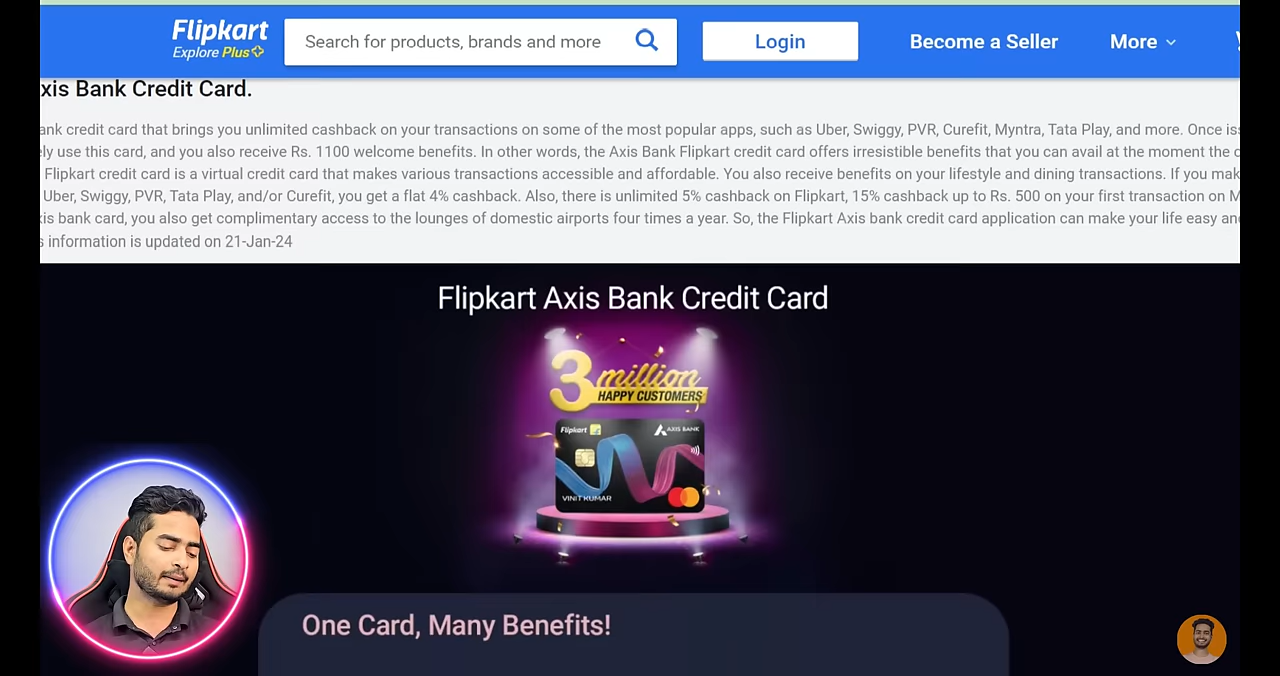 Flipkart
Explore Plus
Search for products, brands and more
Login
Become a Seller
More
xis Bank Credit Card.
ank credit card that brings you unlimited cashback on your transactions on some of the most popular apps, such as Uber, Swiggy, PVR, Curefit, Myntra, Tata Play, and more. Once is
ly use this card, and you also receive Rs. 1100 welcome benefits. In other words, the Axis Bank Flipkart credit card offers irresistible benefits that you can avail at the moment the
Flipkart credit card is a virtual credit card that makes various transactions accessible and affordable. You also receive benefits on your lifestyle and dining transactions. If you mak
Uber, Swiggy, PVR, Tata Play, and/or Curefit, you get a flat 4% cashback. Also, there is unlimited 5% cashback on Flipkart, 15% cashback up to Rs. 500 on your first transaction on M
xis bank card, you also get complimentary access to the lounges of domestic airports four times a year. So, the Flipkart Axis bank credit card application can make your life easy an
s information is updated on 21-Jan-24
Flipkart Axis Bank Credit Card
3 million
HAPPY CUSTOMERS
Flipkart
AXIS BANK
VINIT KUMAR
One Card, Many Benefits!